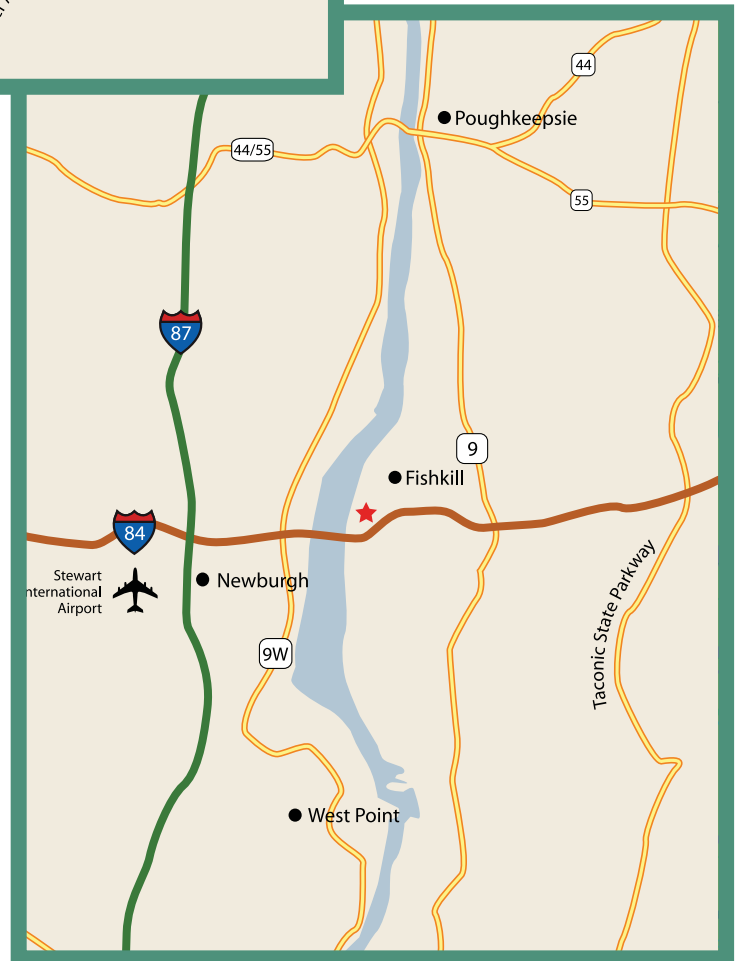 44
Poughkeepsie
44/55
55
87
9
Fishkill
84
Stewart
nternational
Airport
Newburgh
Taconic State Parkway
9W
West Point